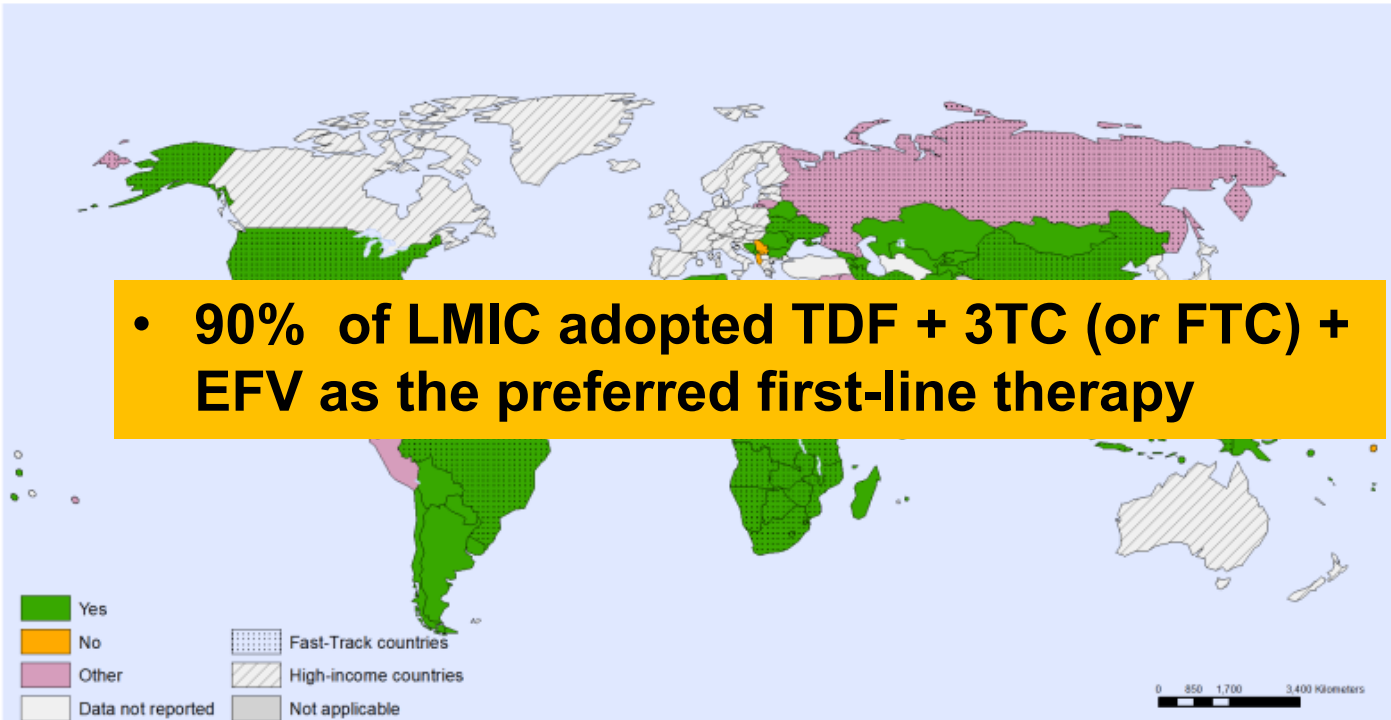 • 90% of LMIC adopted TDF + 3TC (or FTC) +
EFV as the preferred first-line therapy
Yes
No
Other
Data not reported
Fast-Track countries
High-income countries
Not applicable
0 850 1,700 3,400 Kilometers